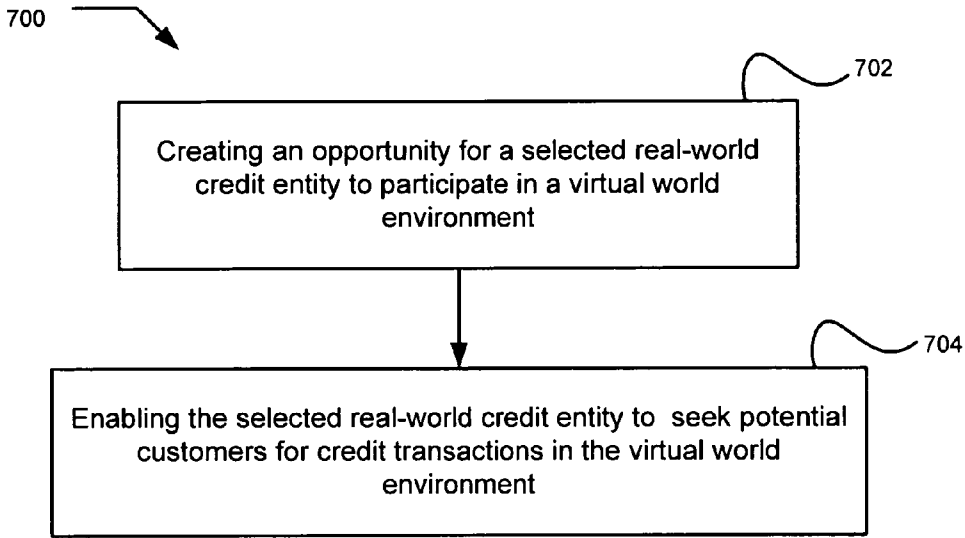 700
702
Creating an opportunity for a selected real-world
credit entity to participate in a virtual world
environment
704
Enabling the selected real-world credit entity to seek potential
customers for credit transactions in the virtual world
environment